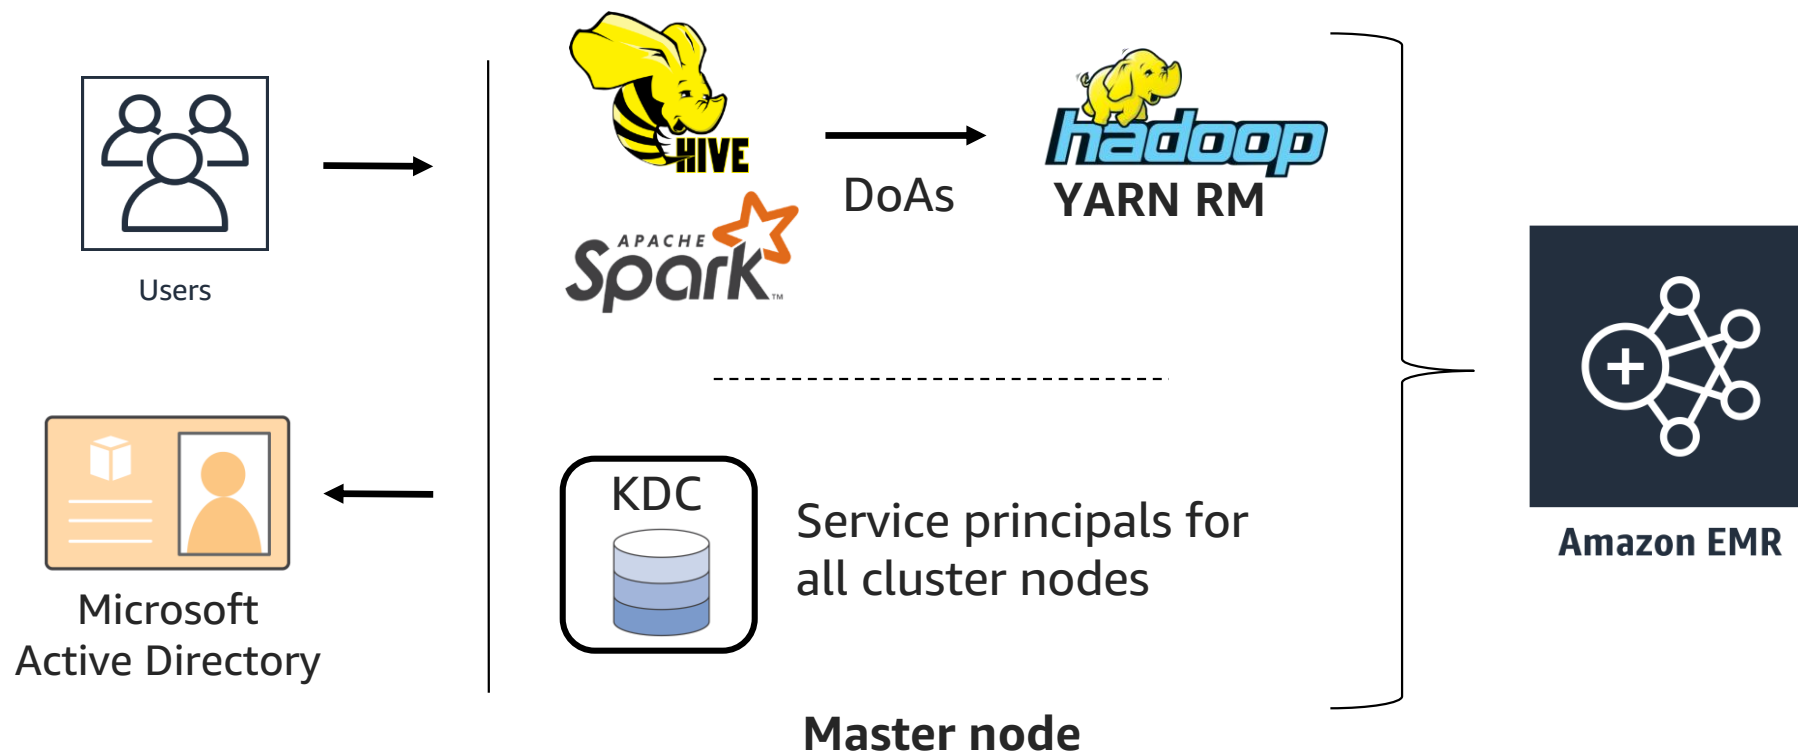 HIVE
hadoop
DoAs
YARN RM
APACHE
Spark™
Users
KDC
Service principals for
all cluster nodes
Amazon EMR
Microsoft
Active Directory
Master node